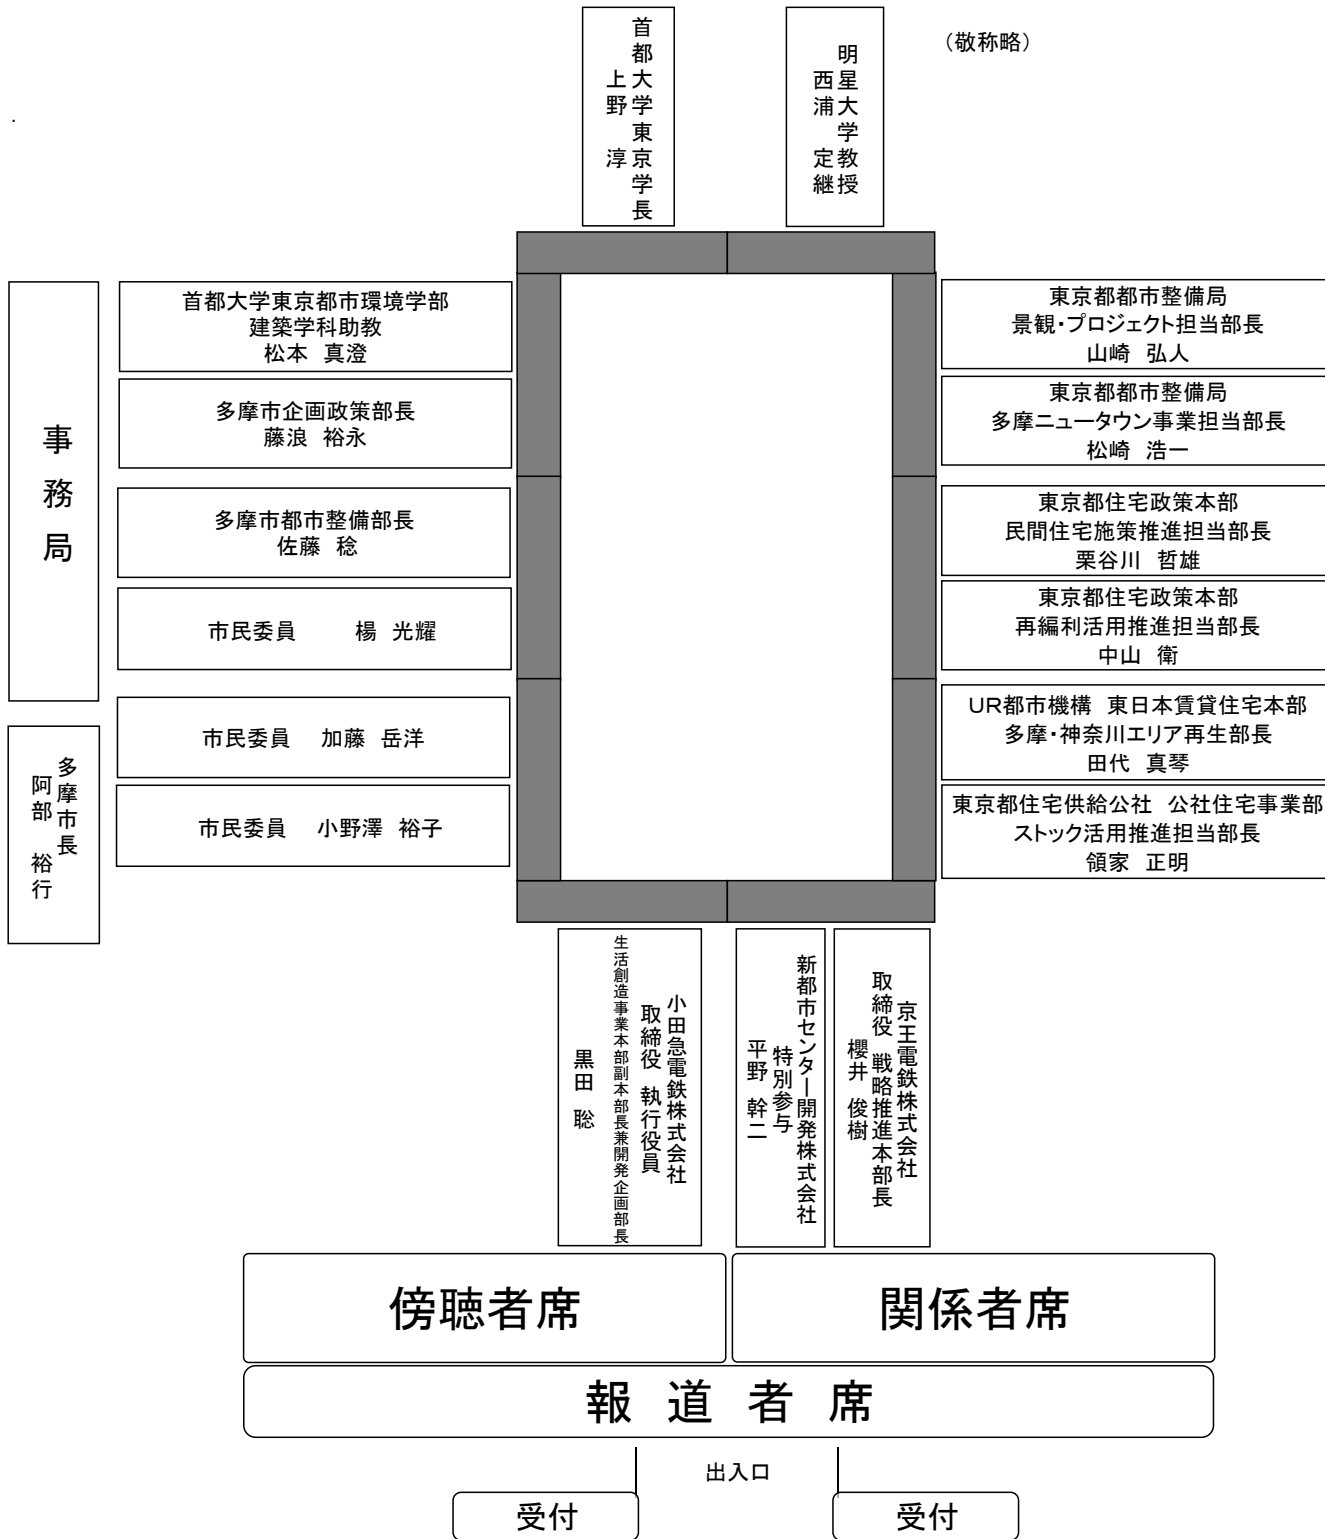 (敬称略)
首都大学東京学長
上野 淳
明星大学教授
西浦 定継
事務局
多摩市長
阿部 裕行
首都大学東京都市環境学部
建築学科助教
松本 真澄
多摩市企画政策部長
藤浪 裕永
多摩市都市整備部長
佐藤 稔
市民委員 楊 光耀
市民委員 加藤 岳洋
市民委員 小野澤 裕子
東京都都市整備局
景観・プロジェクト担当部長
山崎 弘人
東京都都市整備局
多摩ニュータウン事業担当部長
松崎 浩一
東京都住宅政策本部
民間住宅施策推進担当部長
栗谷川 哲雄
東京都住宅政策本部
再編利活用推進担当部長
中山 衛
UR都市機構 東日本賃貸住宅本部
多摩・神奈川エリア再生部長
田代 真琴
東京都住宅供給公社 公社住宅事業部
ストック活用推進担当部長
領家 正明
小田急電鉄株式会社
取締役 執行役員
生活創造事業本部副本部長兼開発企画部長
黒田 聡
新都市センター開発株式会社
特別参与
平野 幹二
京王電鉄株式会社
取締役 戦略推進本部長
櫻井 俊樹
傍聴者席
関係者席
報道者席
出入口
受付
受付